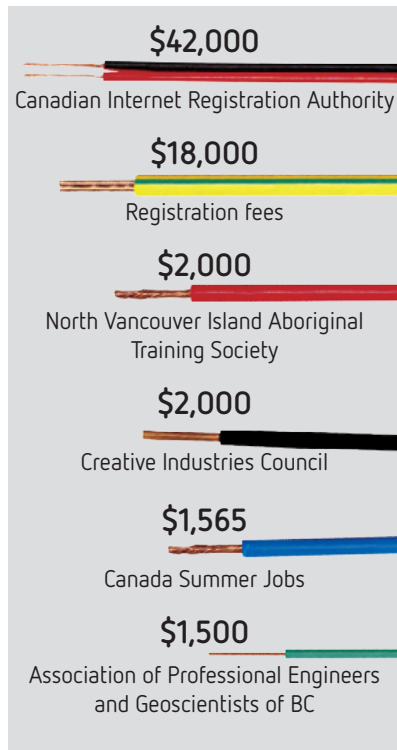 $42,000
Canadian Internet Registration Authority
$18,000
Registration fees
$2,000
North Vancouver Island Aboriginal
Training Society
$2,000
Creative Industries Council
$1,565
Canada Summer Jobs
$1,500
Association of Professional Engineers
and Geoscientists of BC